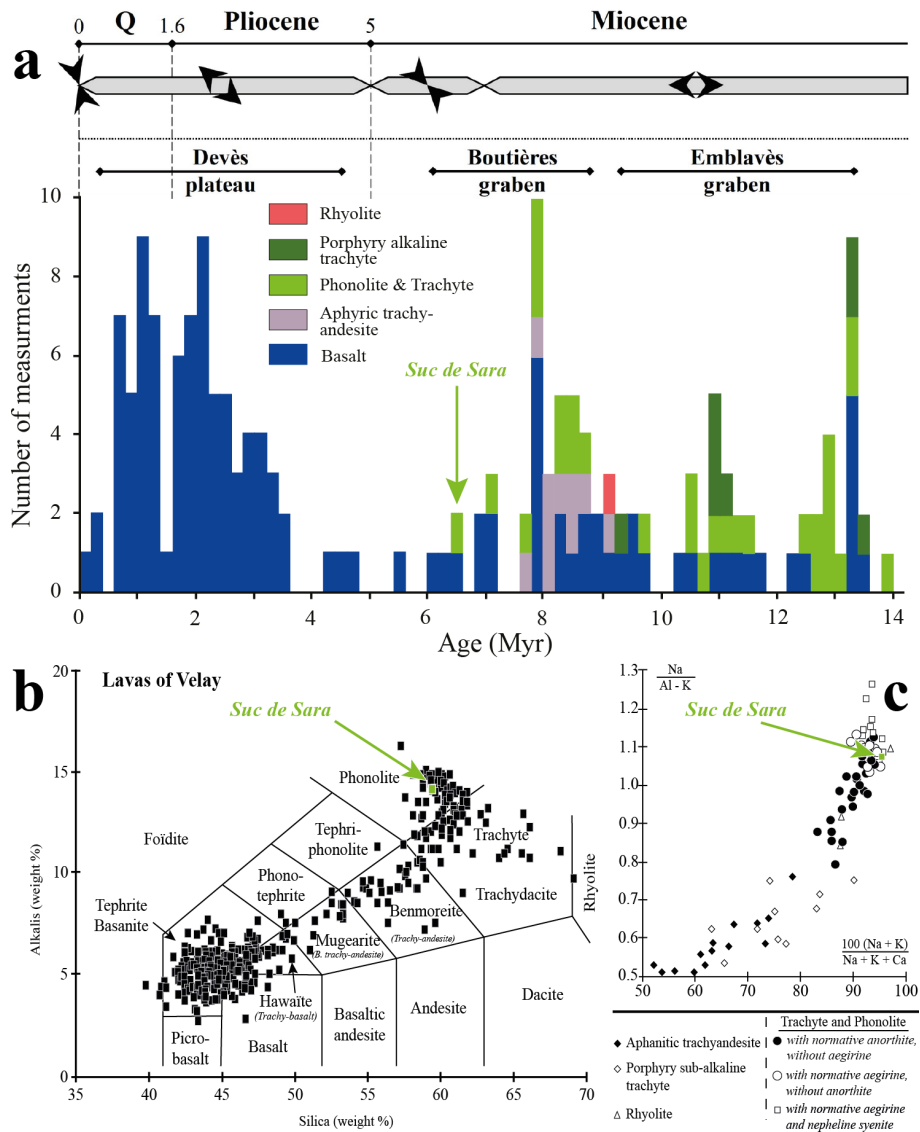 0 Q 1.6 Pliocene 5 Miocene
a
Devès
plateau
Boutières
graben
Emblavès
graben
10
8
6
4
2
0
Number of measurments
Rhyolite
Porphyry alkaline
trachyte
Phonolite & Trachyte
Aphyric trachy-
andesite
Basalt
Suc de Sara
0 2 4 6 8 10 12 14
Age (Myr)
b
Lavas of Velay
Suc de Sara
20
15
10
5
0
Alkalis (weight %)
Phonolite
Foïdite
Tephri-
phonolite
Trachyte
Phono-
tephrite
Trachydacite
Rhyolite
Tephrite
Basanite
Benmoreite
(Trachy-andesite)
Mugearite
(B. trachy-andesite)
Hawaïte
(Trachy-basalt)
Picro-
basalt
Basalt
Basaltic
andesite
Andesite
Dacite
35 45 50 55 60 65 70
Silica (weight %)
c
Na
Al - K
Suc de Sara
1.3
1.2
1.1
1.0
0.9
0.8
0.7
0.6
0.5
100 (Na + K)
Na + K + Ca
50 60 70 80 90 100
Aphanitic trachyandesite
Porphyry sub-alkaline
trachyte
Rhyolite
Trachyte and Phonolite
with normative anorthite,
without aegirine
with normative aegirine,
without anorthite
with normative aegirine
and nepheline syenite